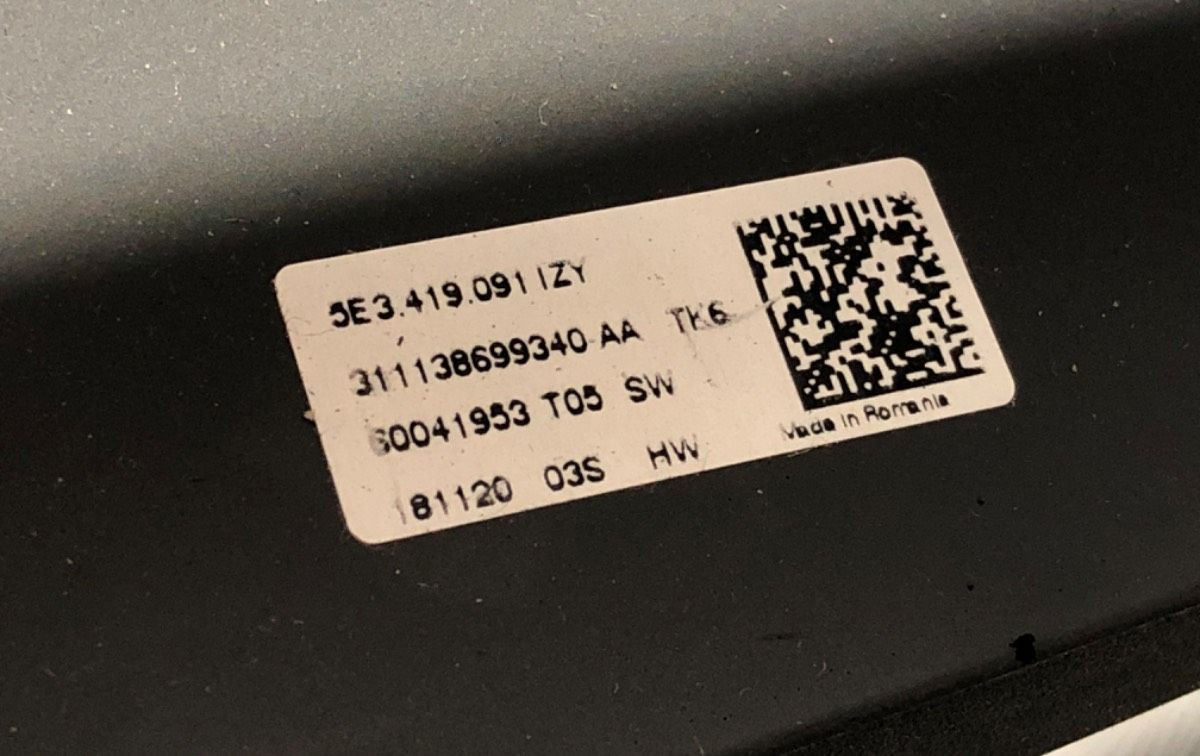 5E3.419.091 IZY
311138699340-AA TK6
60041953 T05 SW
181120 03S HW
Made in Romania